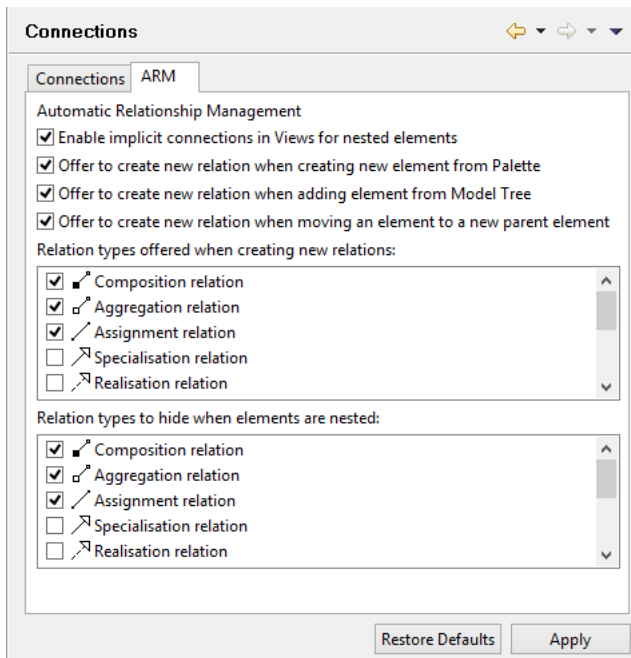 Connections
Connections ARM
Automatic Relationship Management
Enable implicit connections in Views for nested elements
Offer to create new relation when creating new element from Palette
Offer to create new relation when adding element from Model Tree
Offer to create new relation when moving an element to a new parent element
Relation types offered when creating new relations:
Composition relation
Aggregation relation
Assignment relation
Specialisation relation
Realisation relation
Relation types to hide when elements are nested:
Composition relation
Aggregation relation
Assignment relation
Specialisation relation
Realisation relation
Restore Defaults Apply